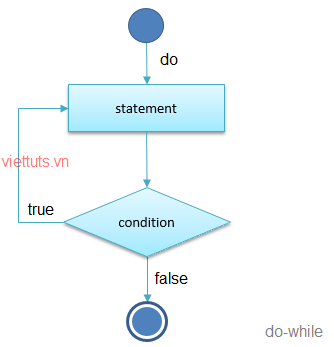 do
statement
viettuts.vn
true
condition
false
do-while